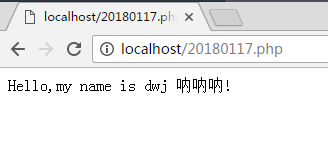 localhost/20180117.ph
localhost/20180117.php
Hello,my name is dwj 呐呐呐!